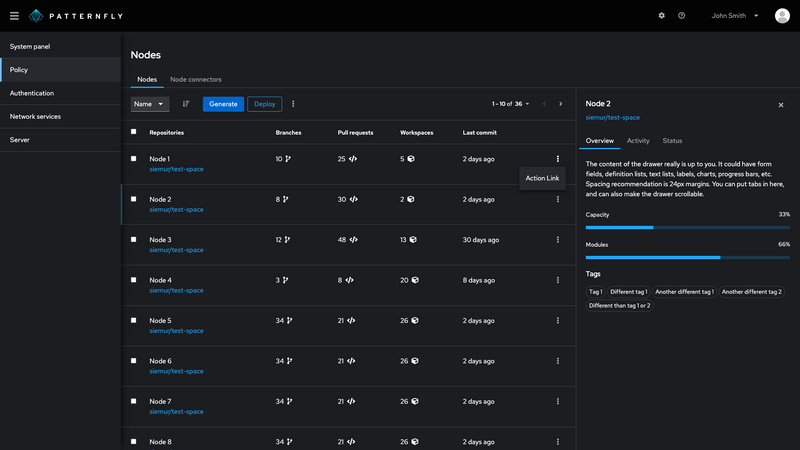 PATTERNFLY
John Smith
System panel
Policy
Authentication
Network services
Server
Nodes
Nodes Node connectors
Name Generate Deploy 1 - 10 of 36
Repositories Branches Pull requests Workspaces Last commit
Node 1 10 25 5 2 days ago
siemur/test-space
Action Link
Node 2 8 30 2 2 days ago
siemur/test-space
Node 3 12 48 13 30 days ago
siemur/test-space
Node 4 3 8 20 8 days ago
siemur/test-space
Node 5 34 21 26 2 days ago
siemur/test-space
Node 6 34 21 26 2 days ago
siemur/test-space
Node 7 34 21 26 2 days ago
siemur/test-space
Node 8 34 21 26 2 days ago
Node 2
siemur/test-space
Overview Activity Status
The content of the drawer really is up to you. It could have form
fields, definition lists, text lists, labels, charts, progress bars, etc.
Spacing recommendation is 24px margins. You can put tabs in here,
and can also make the drawer scrollable.
Capacity 33%
Modules 66%
Tags
Tag 1 Different tag 1 Another different tag 1 Another different tag 2
Different than tag 1 or 2